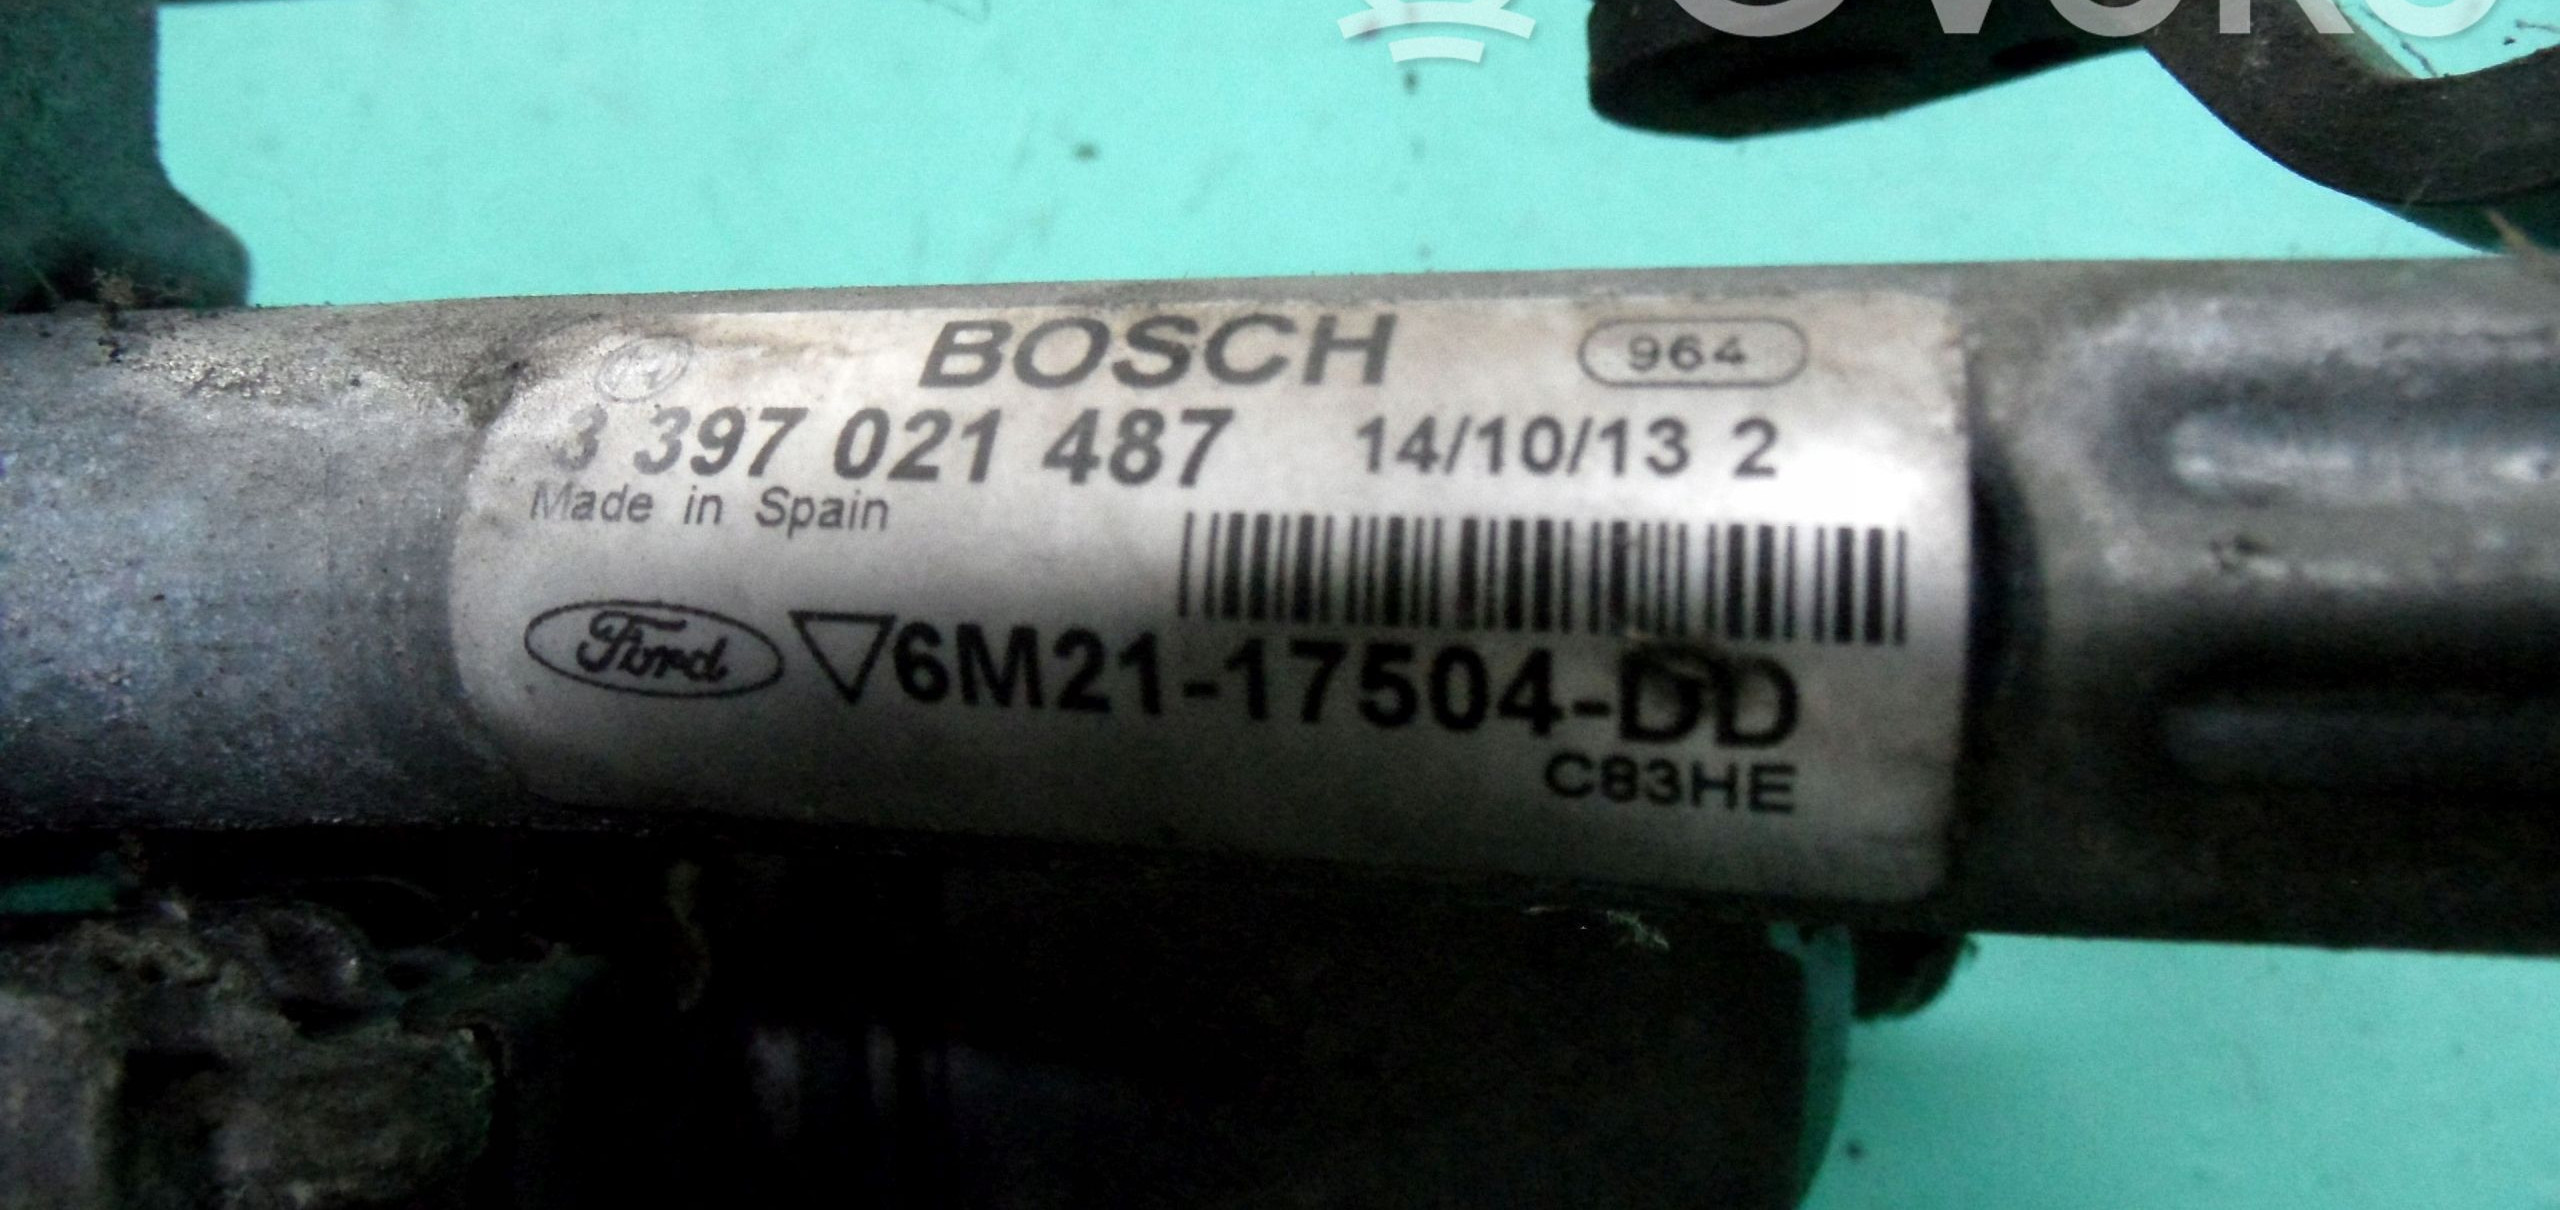 BOSCH 964
3 397 021 487 14/10/13 2
Made in Spain
Ford 6M21-17504-DD
C83HE